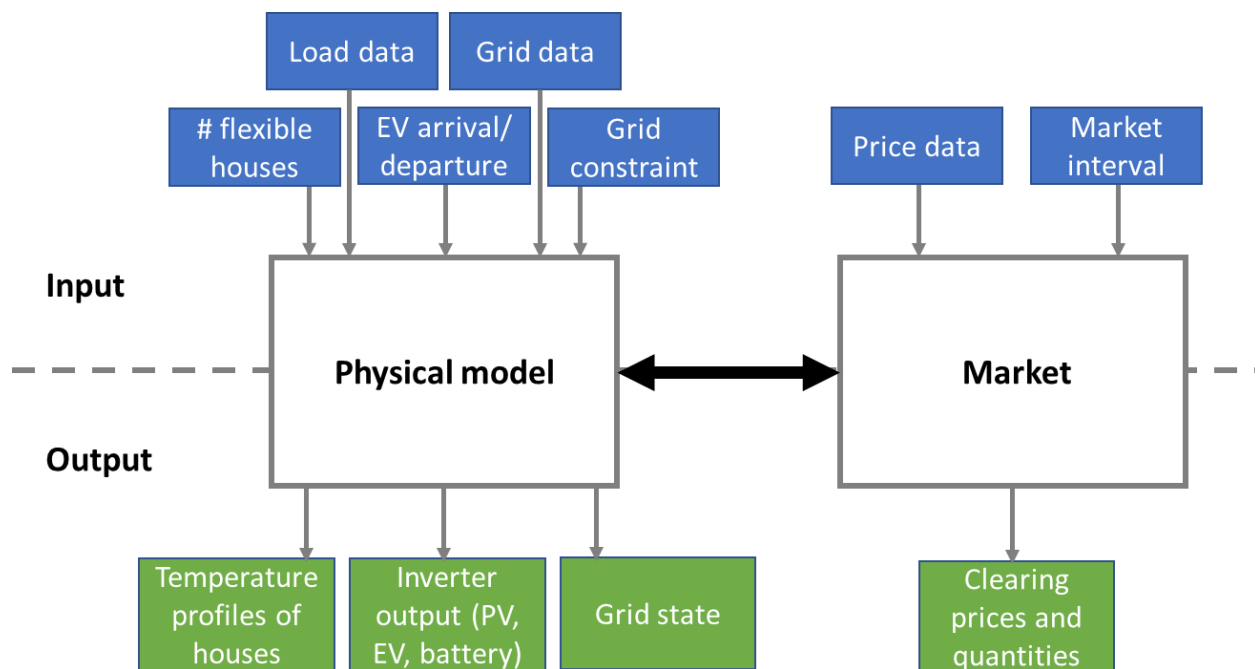 Load data
Grid data
# flexible
houses
EV arrival/
departure
Grid
constraint
Price data
Market
interval
Input
Physical model
Market
Output
Temperature
profiles of
houses
Inverter
output (PV,
EV, battery)
Grid state
Clearing
prices and
quantities